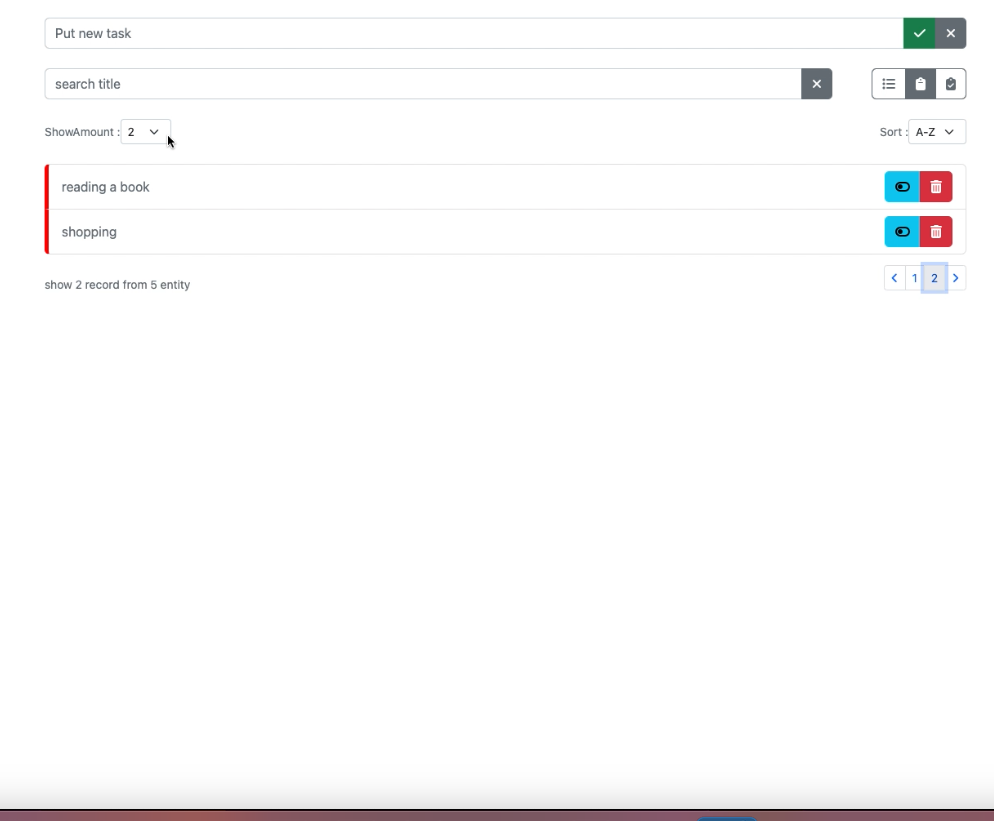 Put new task
search title
ShowAmount : 2
Sort : A-Z
reading a book
shopping
show 2 record from 5 entity
1 2